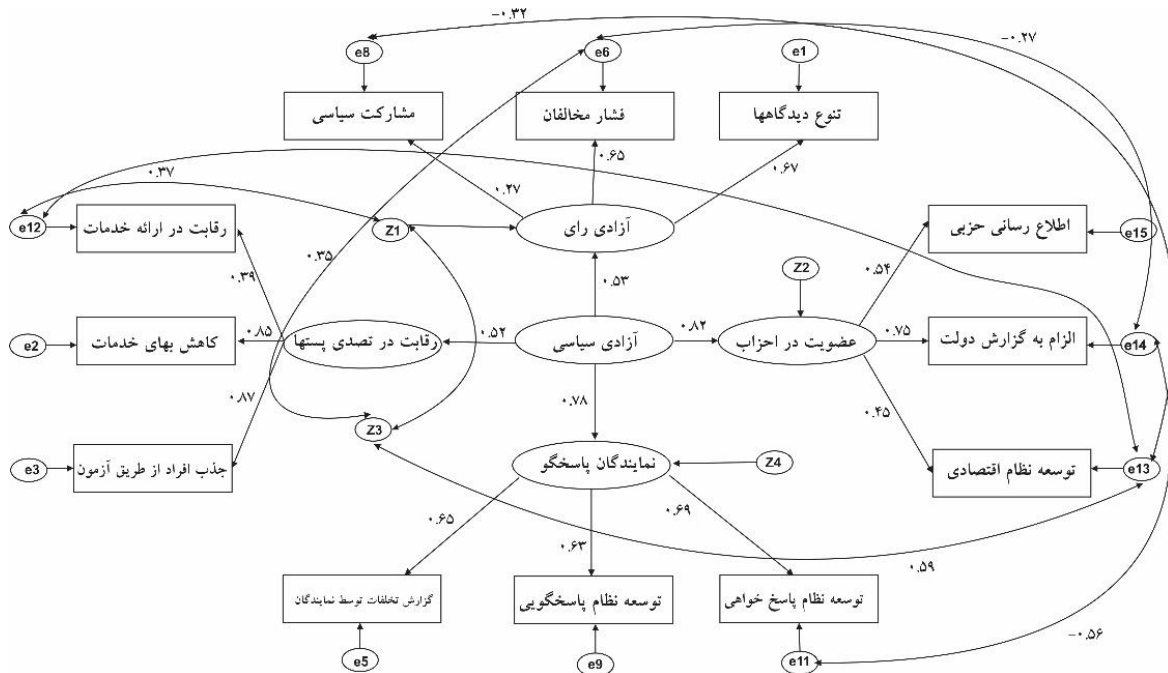 -۰.۳۲
-۰.۲۷
e8
e6
e1
مشارکت سیاسی
فشار مخالفان
تنوع دیدگاهها
۰.۳۷
۰.۲۷
۰.۶۵
۰.۶۷
e12
رقابت در ارائه خدمات
Z1
آزادی رای
اطلاع رسانی حزبی
e15
۰.۳۹
۰.۳۵
۰.۵۳
Z2
۰.۵۴
e2
کاهش بهای خدمات
۰.۸۵
رقابت در تصدی پستها
۰.۵۲
آزادی سیاسی
۰.۸۲
عضویت در احزاب
۰.۷۵
الزام به گزارش دولت
e14
۰.۸۷
Z3
۰.۷۸
۰.۴۵
e3
جذب افراد از طریق آزمون
نمایندگان پاسخگو
Z4
توسعه نظام اقتصادی
e13
۰.۶۵
۰.۶۳
۰.۶۹
۰.۵۹
گزارش تخلفات توسط نمایندگان
توسعه نظام پاسخگویی
توسعه نظام پاسخ خواهی
-۰.۵۶
e5
e9
e11